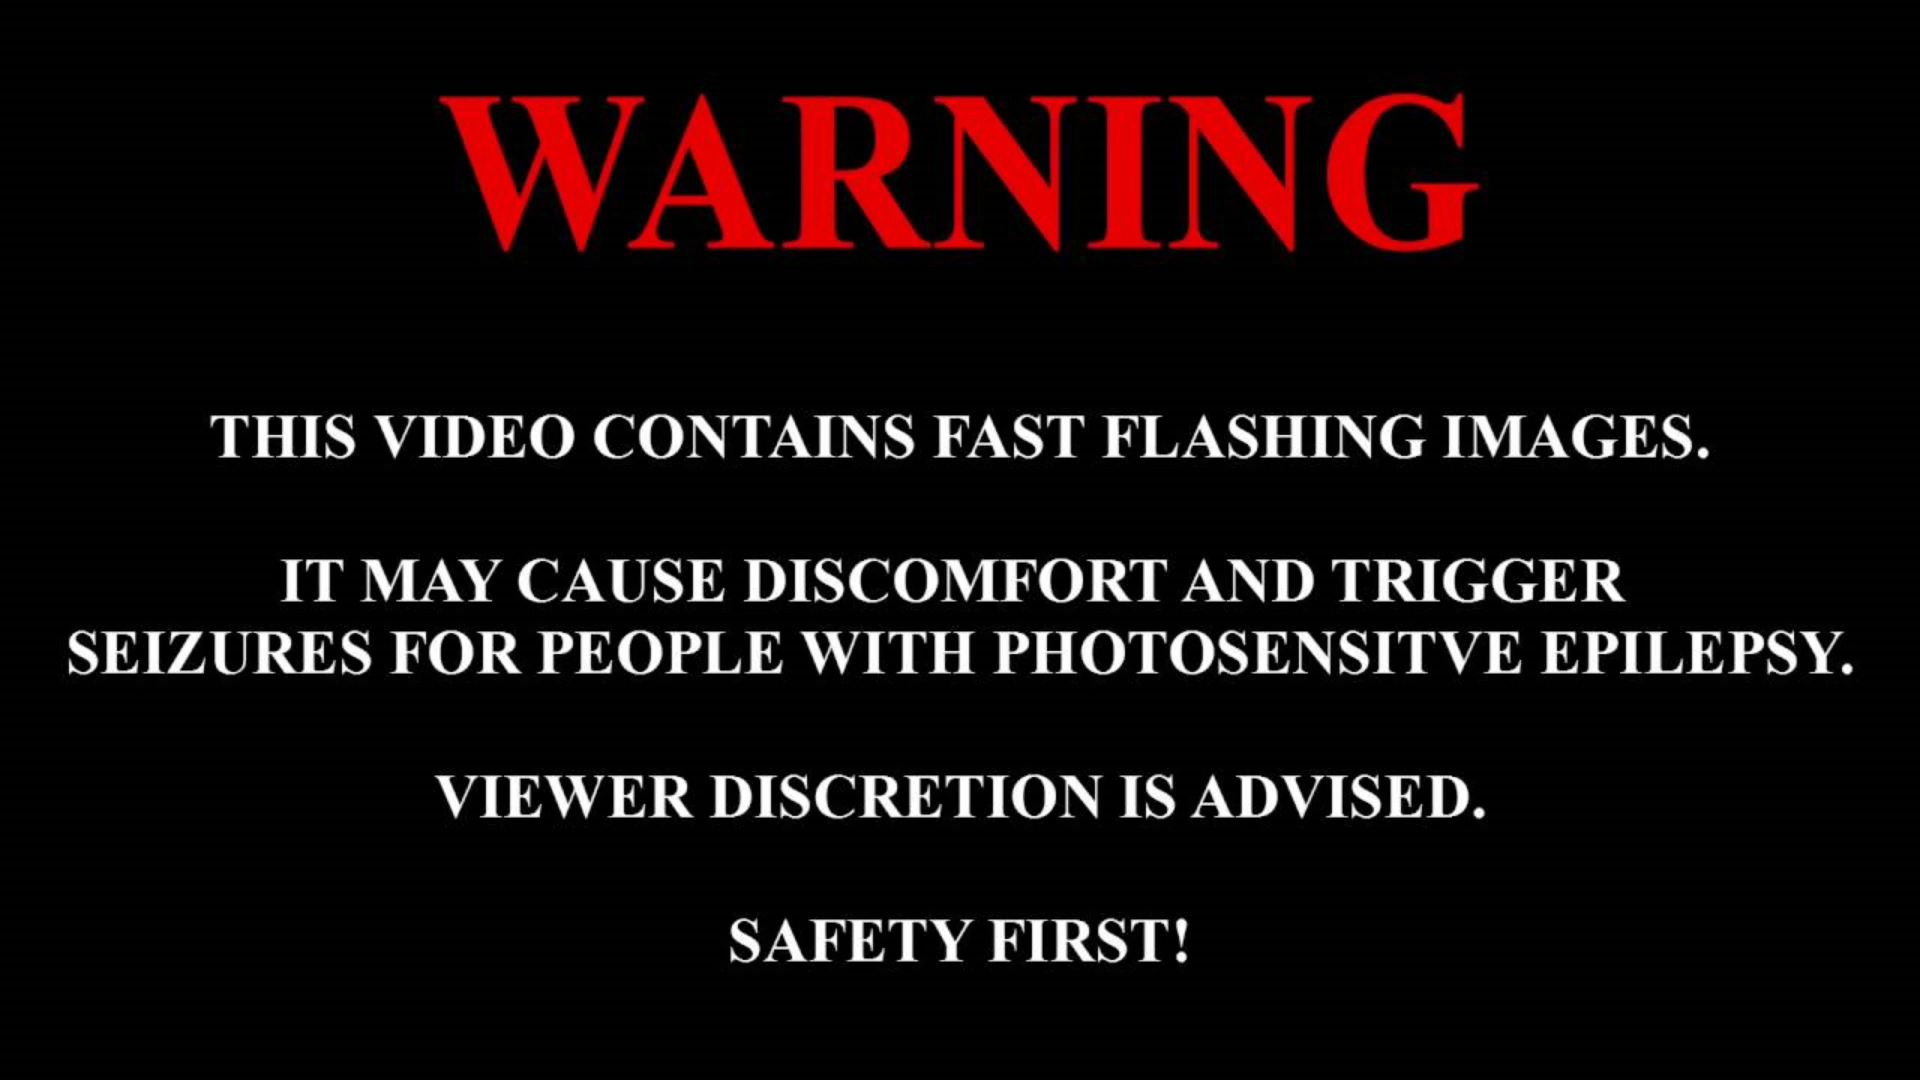 WARNING
THIS VIDEO CONTAINS FAST FLASHING IMAGES.
IT MAY CAUSE DISCOMFORT AND TRIGGER
SEIZURES FOR PEOPLE WITH PHOTOSENSITVE EPILEPSY.
VIEWER DISCRETION IS ADVISED.
SAFETY FIRST!